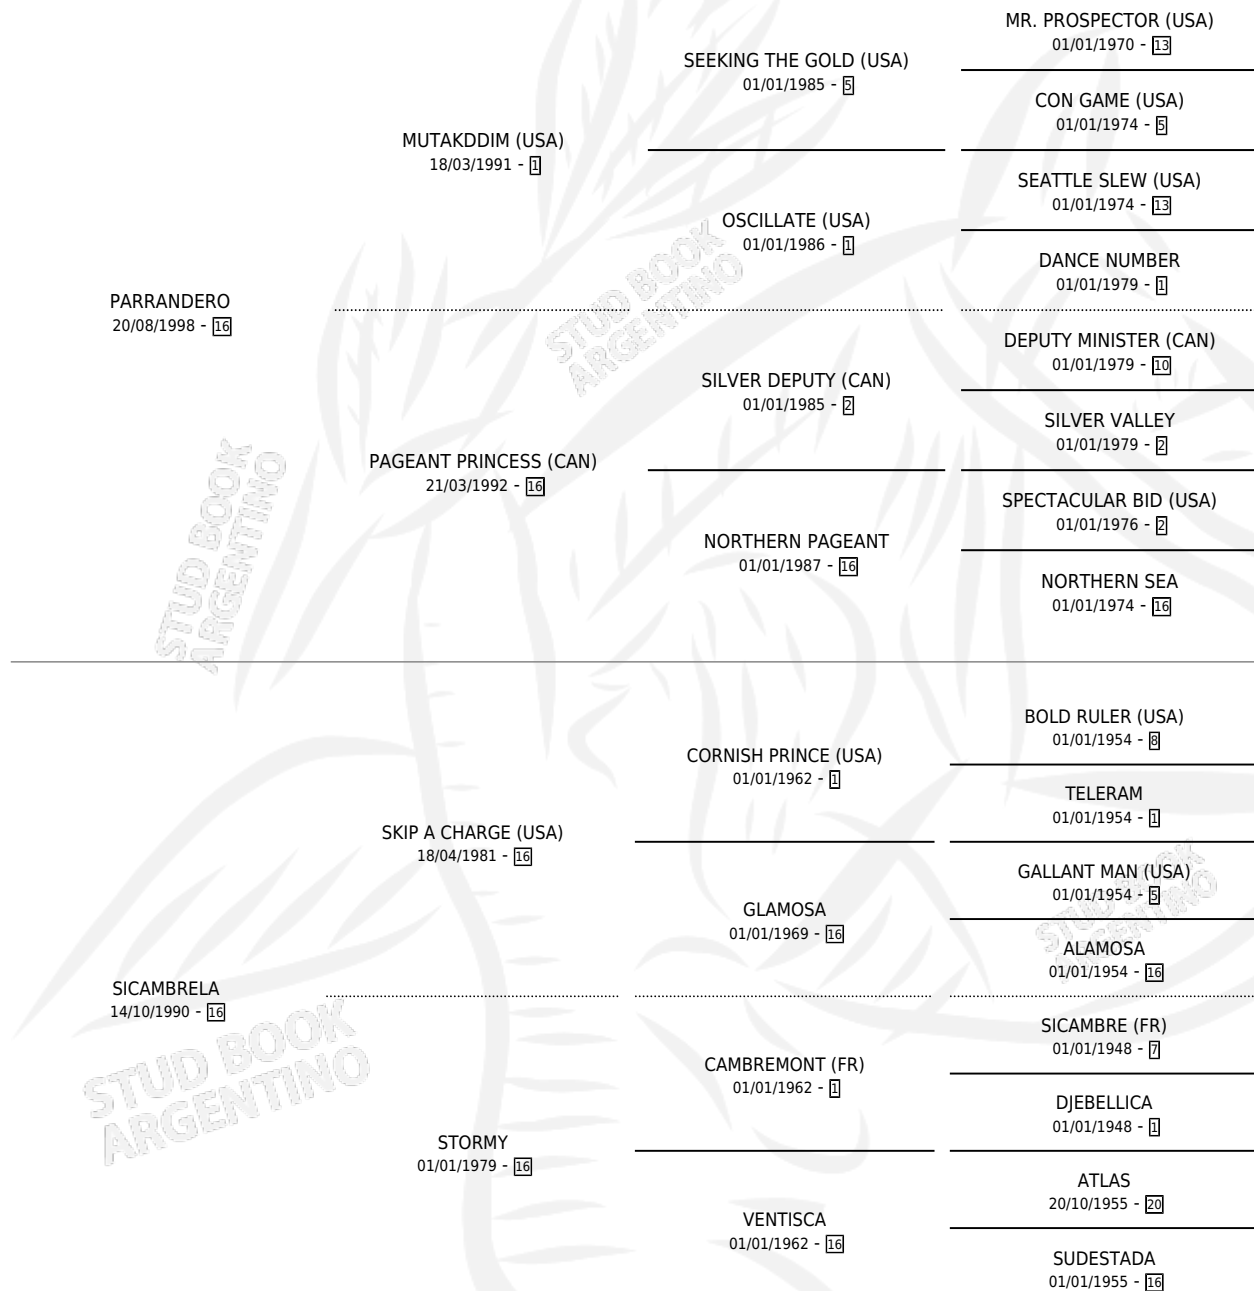 MR. PROSPECTOR (USA)
01/01/1970 - 13
SEEKING THE GOLD (USA)
01/01/1985 - 5
CON GAME (USA)
01/01/1974 - 5
MUTAKDDIM (USA)
18/03/1991 - 1
SEATTLE SLEW (USA)
01/01/1974 - 13
OSCILLATE (USA)
01/01/1986 - 1
DANCE NUMBER
01/01/1979 - 1
PARRANDERO
20/08/1998 - 16
STUD BOOK
ARGENTINO
DEPUTY MINISTER (CAN)
01/01/1979 - 10
SILVER DEPUTY (CAN)
01/01/1985 - 2
SILVER VALLEY
01/01/1979 - 2
PAGEANT PRINCESS (CAN)
21/03/1992 - 16
SPECTACULAR BID (USA)
01/01/1976 - 2
NORTHERN PAGEANT
01/01/1987 - 16
NORTHERN SEA
01/01/1974 - 16
STUD BOOK
ARGENTINO
BOLD RULER (USA)
01/01/1954 - 8
CORNISH PRINCE (USA)
01/01/1962 - 1
TELERAM
01/01/1954 - 1
SKIP A CHARGE (USA)
18/04/1981 - 16
GALLANT MAN (USA)
01/01/1954 - 5
STUD BOOK
ARGENTINO
GLAMOSA
01/01/1969 - 16
ALAMOSA
01/01/1954 - 16
SICAMBRELA
14/10/1990 - 16
SICAMBRE (FR)
01/01/1948 - 7
CAMBREMONT (FR)
01/01/1962 - 1
STUD BOOK
ARGENTINO
DJEBELLICA
01/01/1948 - 1
STORMY
01/01/1979 - 16
ATLAS
20/10/1955 - 20
VENTISCA
01/01/1962 - 16
SUDESTADA
01/01/1955 - 16